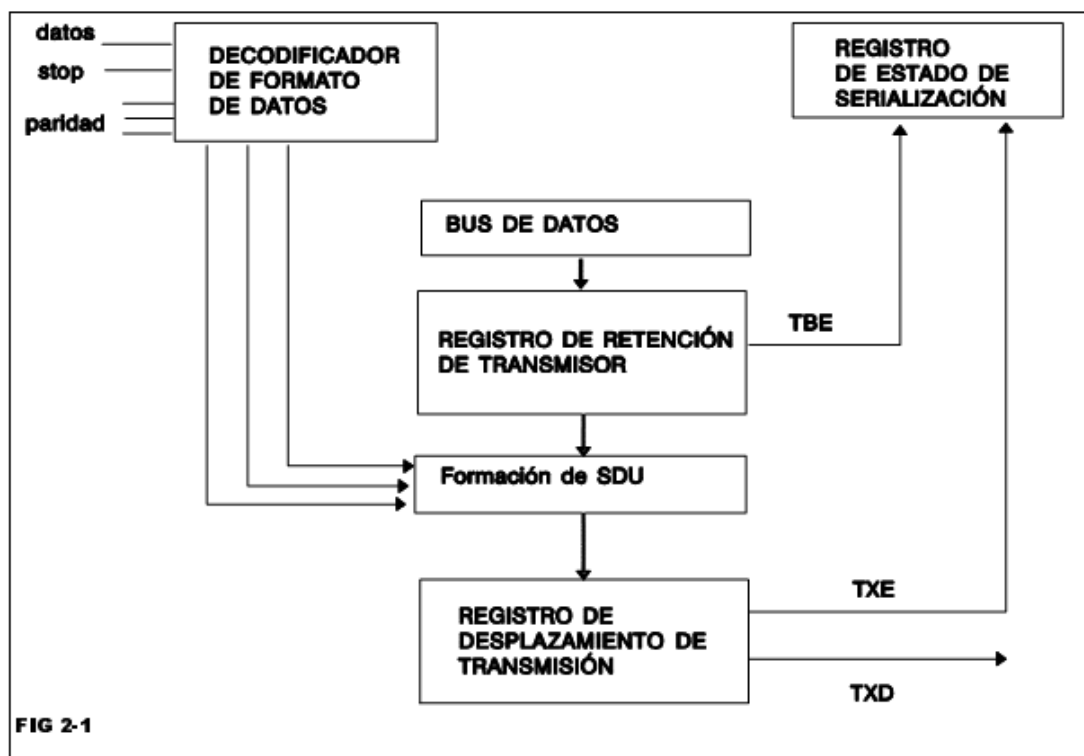 datos
stop
paridad
DECODIFICADOR
DE FORMATO
DE DATOS
REGISTRO
DE ESTADO DE
SERIALIZACIÓN
BUS DE DATOS
REGISTRO DE RETENCIÓN
DE TRANSMISOR
TBE
Formación de SDU
REGISTRO DE
DESPLAZAMIENTO DE
TRANSMISIÓN
TXE
TXD
FIG 2-1